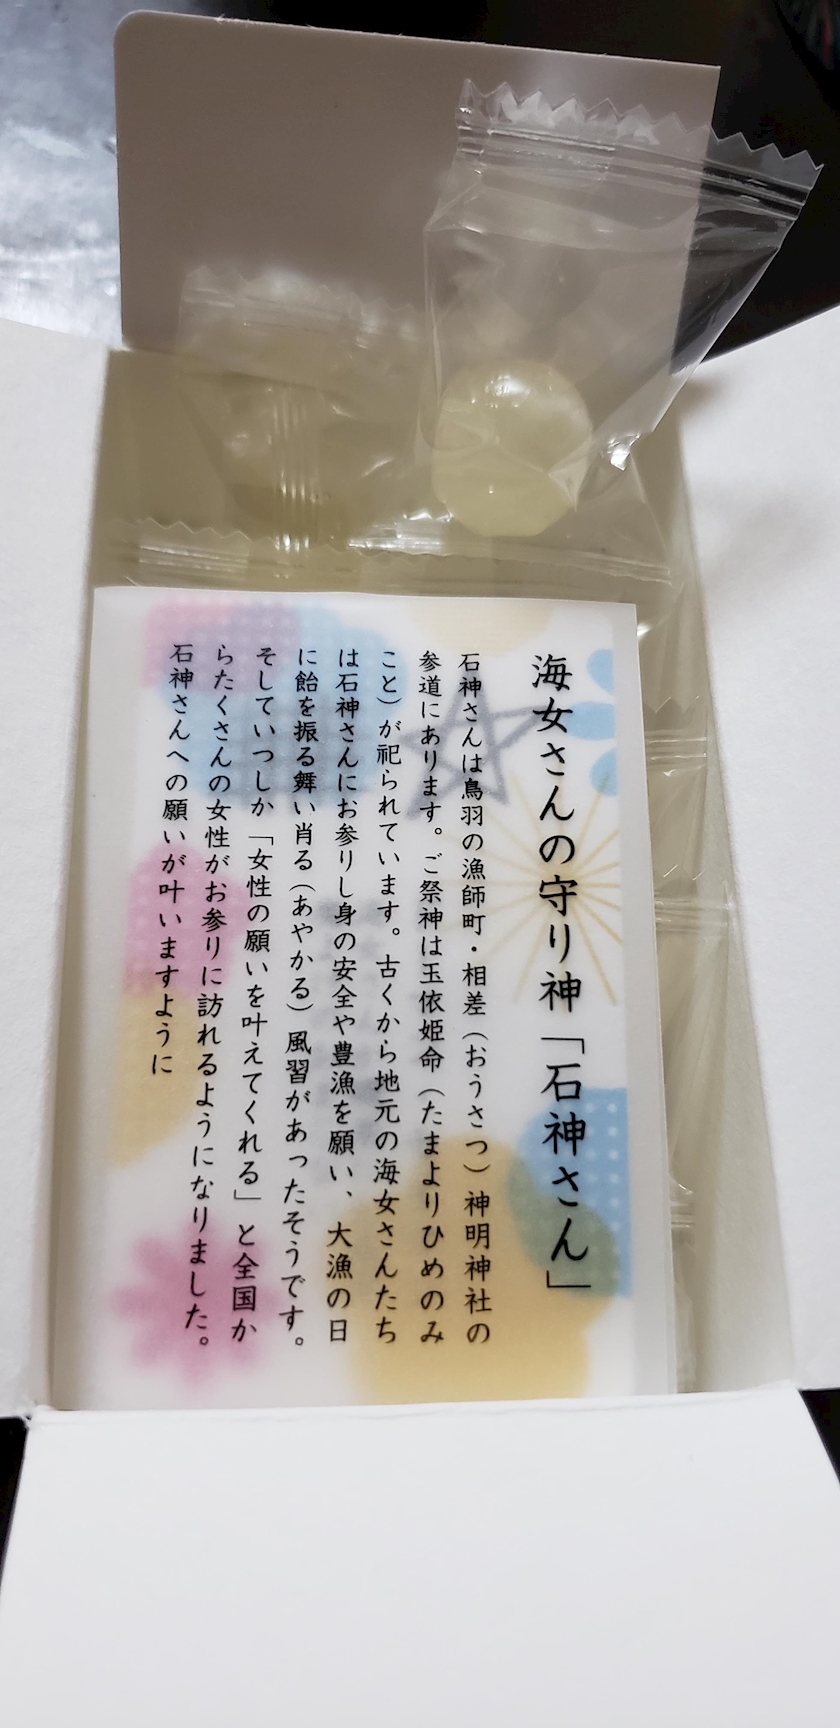 海女さんの守り神「石神さん」
石神さんは鳥羽の漁師町・相差（おうさつ）神明神社の
参道にあります。ご祭神は玉依姫命（たまよりひめのみ
こと）が祀られています。古くから地元の海女さんたち
は石神さんにお参りし身の安全や豊漁を願い、大漁の日
に飴を振る舞い肖る（あやかる）風習があったそうです。
そしていつしか「女性の願いを叶えてくれる」と全国か
らたくさんの女性がお参りに訪れるようになりました。
石神さんへの願いが叶いますように